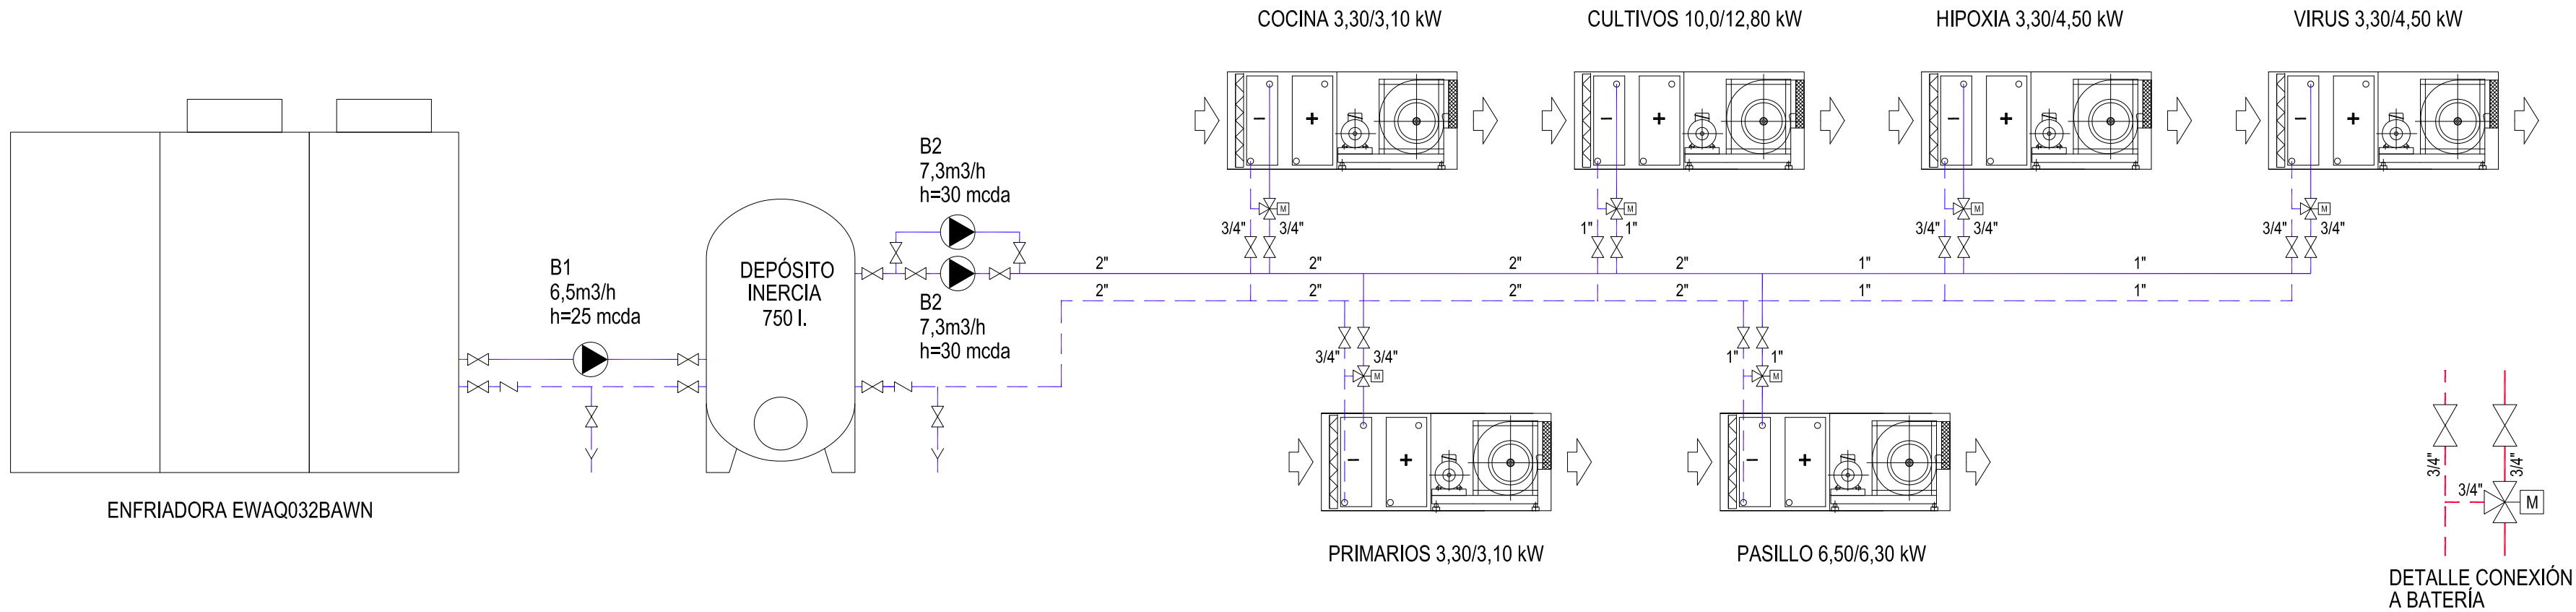 COCINA 3,30/3,10 kW
CULTIVOS 10,0/12,80 kW
HIPOXIA 3,30/4,50 kW
VIRUS 3,30/4,50 kW
- +
- +
- +
- +
M
M
M
M
3/4" 3/4"
1" 1"
3/4" 3/4"
3/4" 3/4"
B2
7,3m3/h
h=30 mcda
B1
6,5m3/h
h=25 mcda
DEPÓSITO
INERCIA
750 l.
B2
7,3m3/h
h=30 mcda
2" 2" 2" 2" 1" 1"
2" 2" 2" 2" 1" 1"
3/4" 3/4"
1" 1"
M
M
- +
- +
ENFRIADORA EWAQ032BAWN
PRIMARIOS 3,30/3,10 kW
PASILLO 6,50/6,30 kW
3/4"
3/4"
3/4"
M
DETALLE CONEXIÓN
A BATERÍA